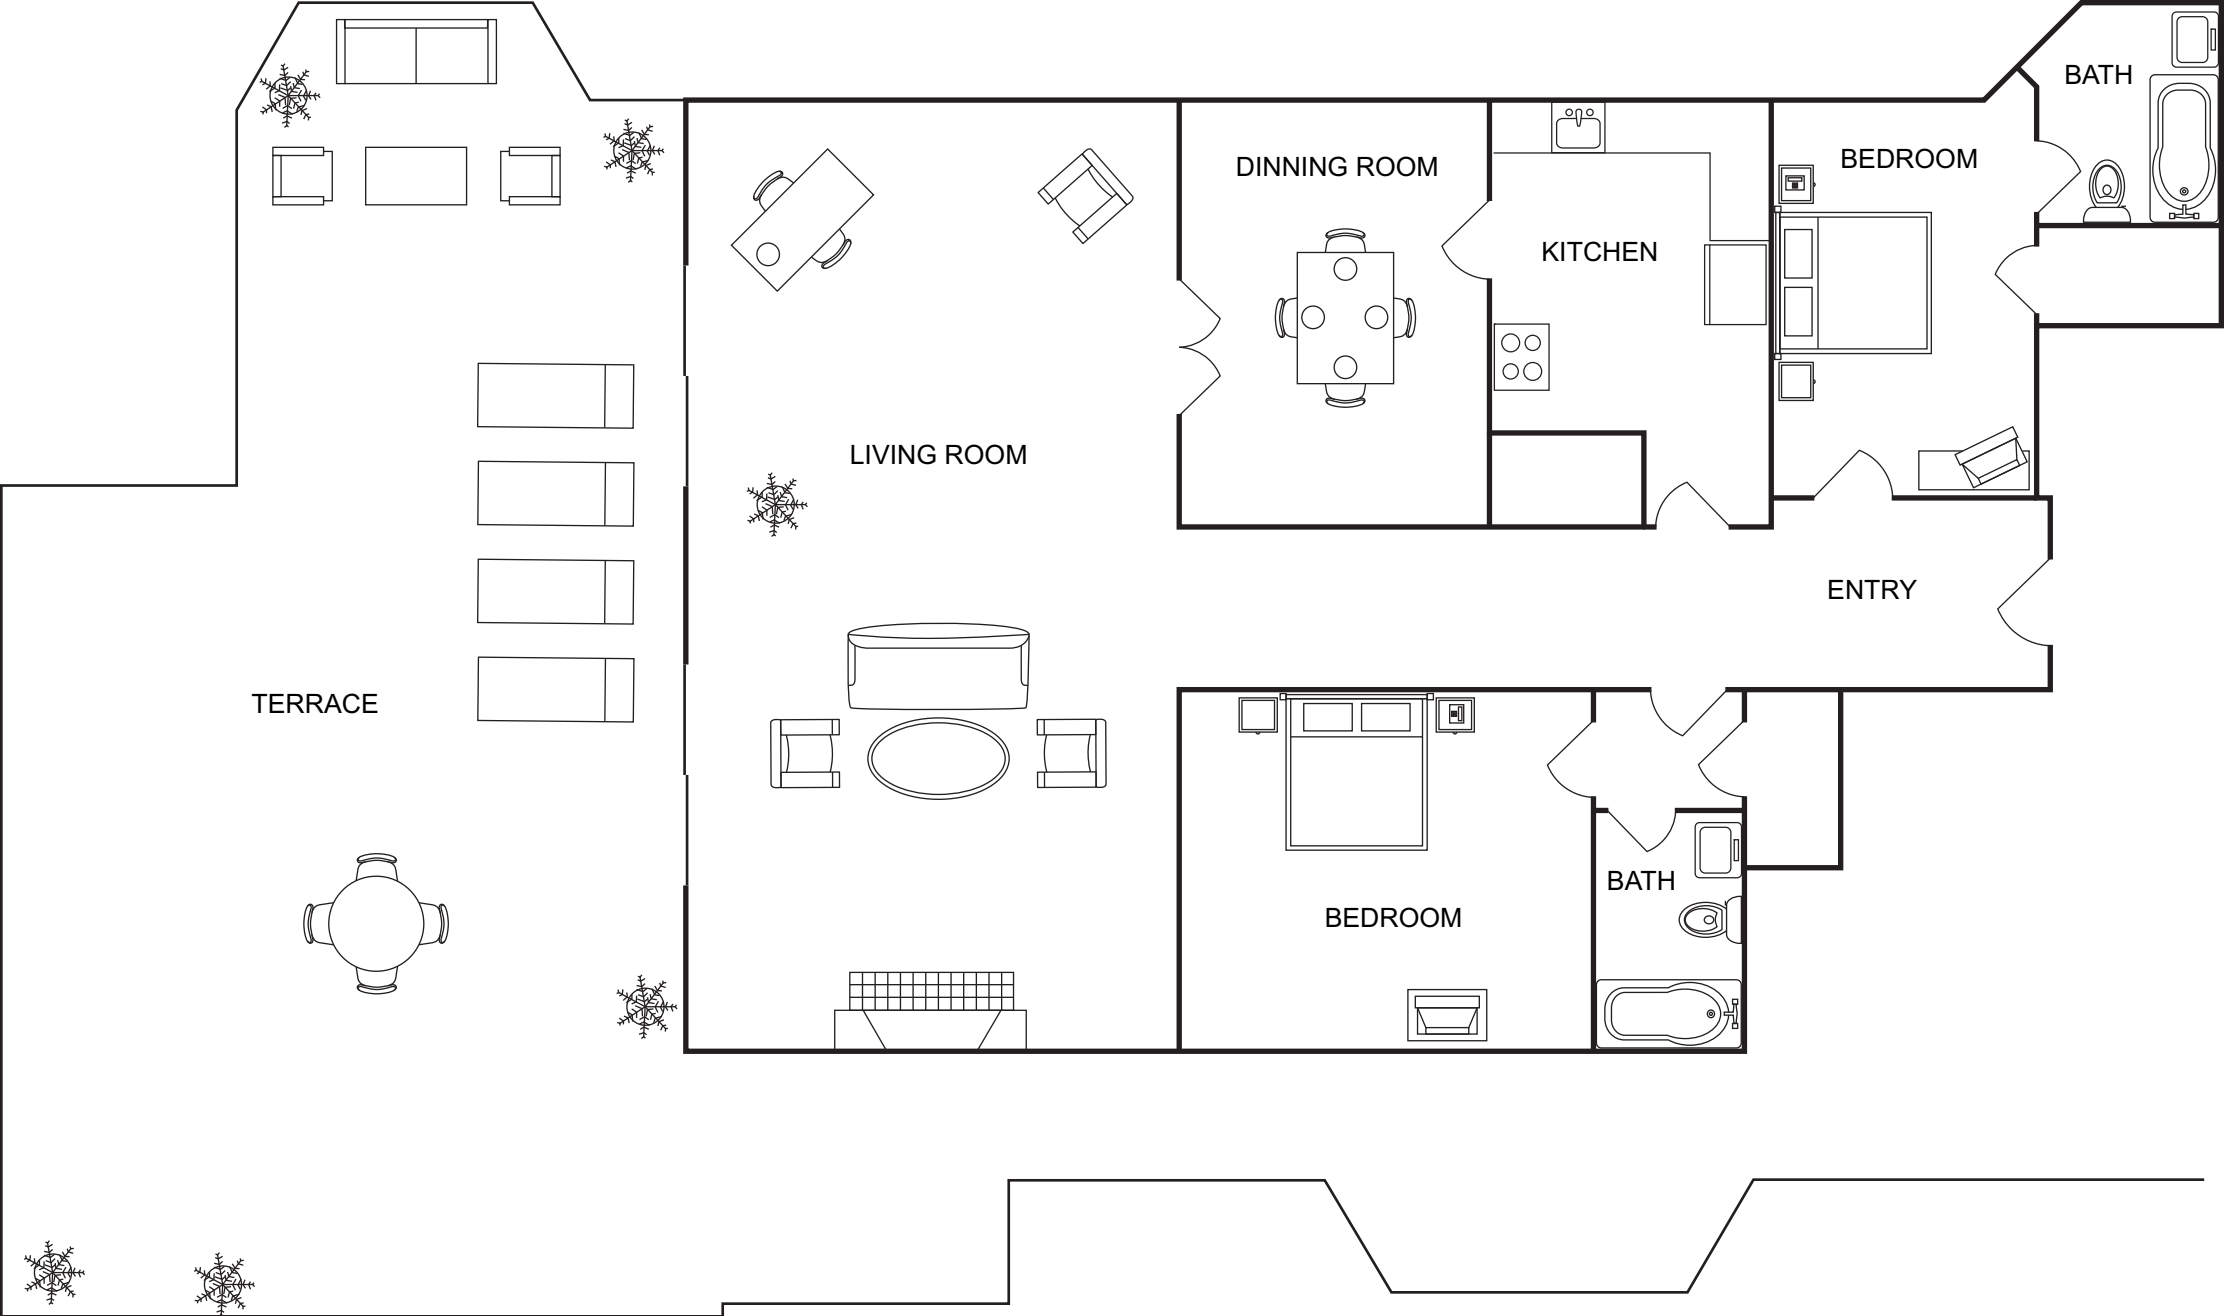 BATH
BEDROOM
DINNING ROOM
KITCHEN
LIVING ROOM
ENTRY
TERRACE
BATH
BEDROOM